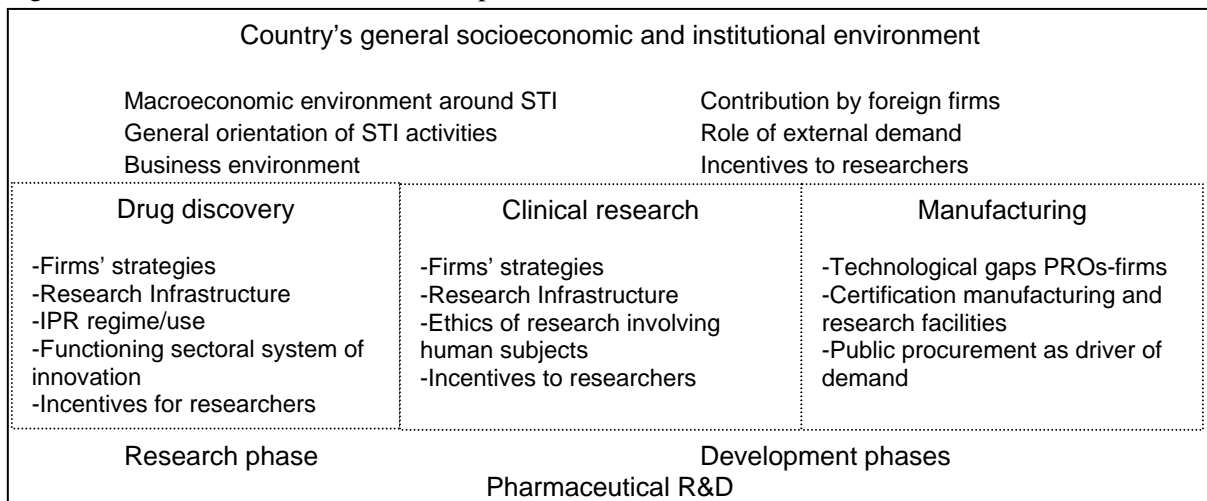 Country's general socioeconomic and institutional environment
Macroeconomic environment around STI
General orientation of STI activities
Business environment
Contribution by foreign firms
Role of external demand
Incentives to researchers
Drug discovery
-Firms' strategies
-Research Infrastructure
-IPR regime/use
-Functioning sectoral system of
innovation
-Incentives for researchers
Clinical research
-Firms' strategies
-Research Infrastructure
-Ethics of research involving
human subjects
-Incentives to researchers
Manufacturing
-Technological gaps PROs-firms
-Certification manufacturing and
research facilities
-Public procurement as driver of
demand
Research phase
Development phases
Pharmaceutical R&D